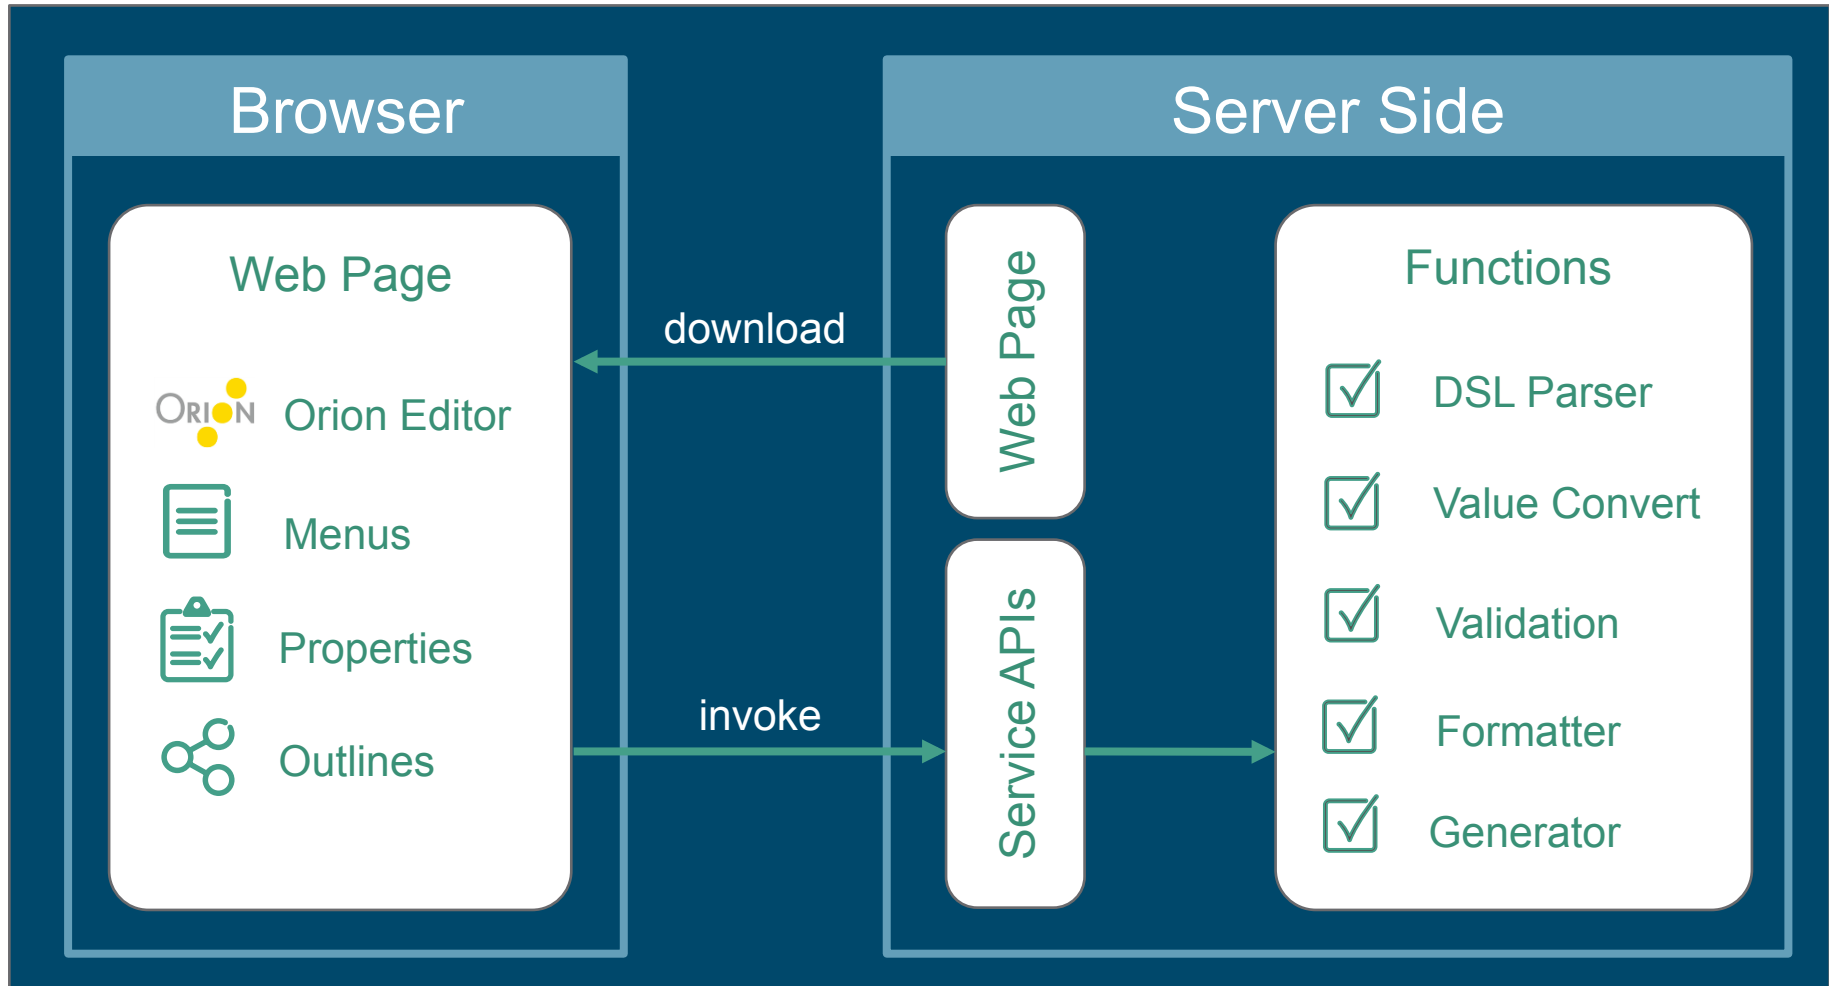 Browser
Server Side
Web Page
ORION
Orion Editor
Menus
Properties
Outlines
download
invoke
Web Page
Service APIs
Functions
DSL Parser
Value Convert
Validation
Formatter
Generator